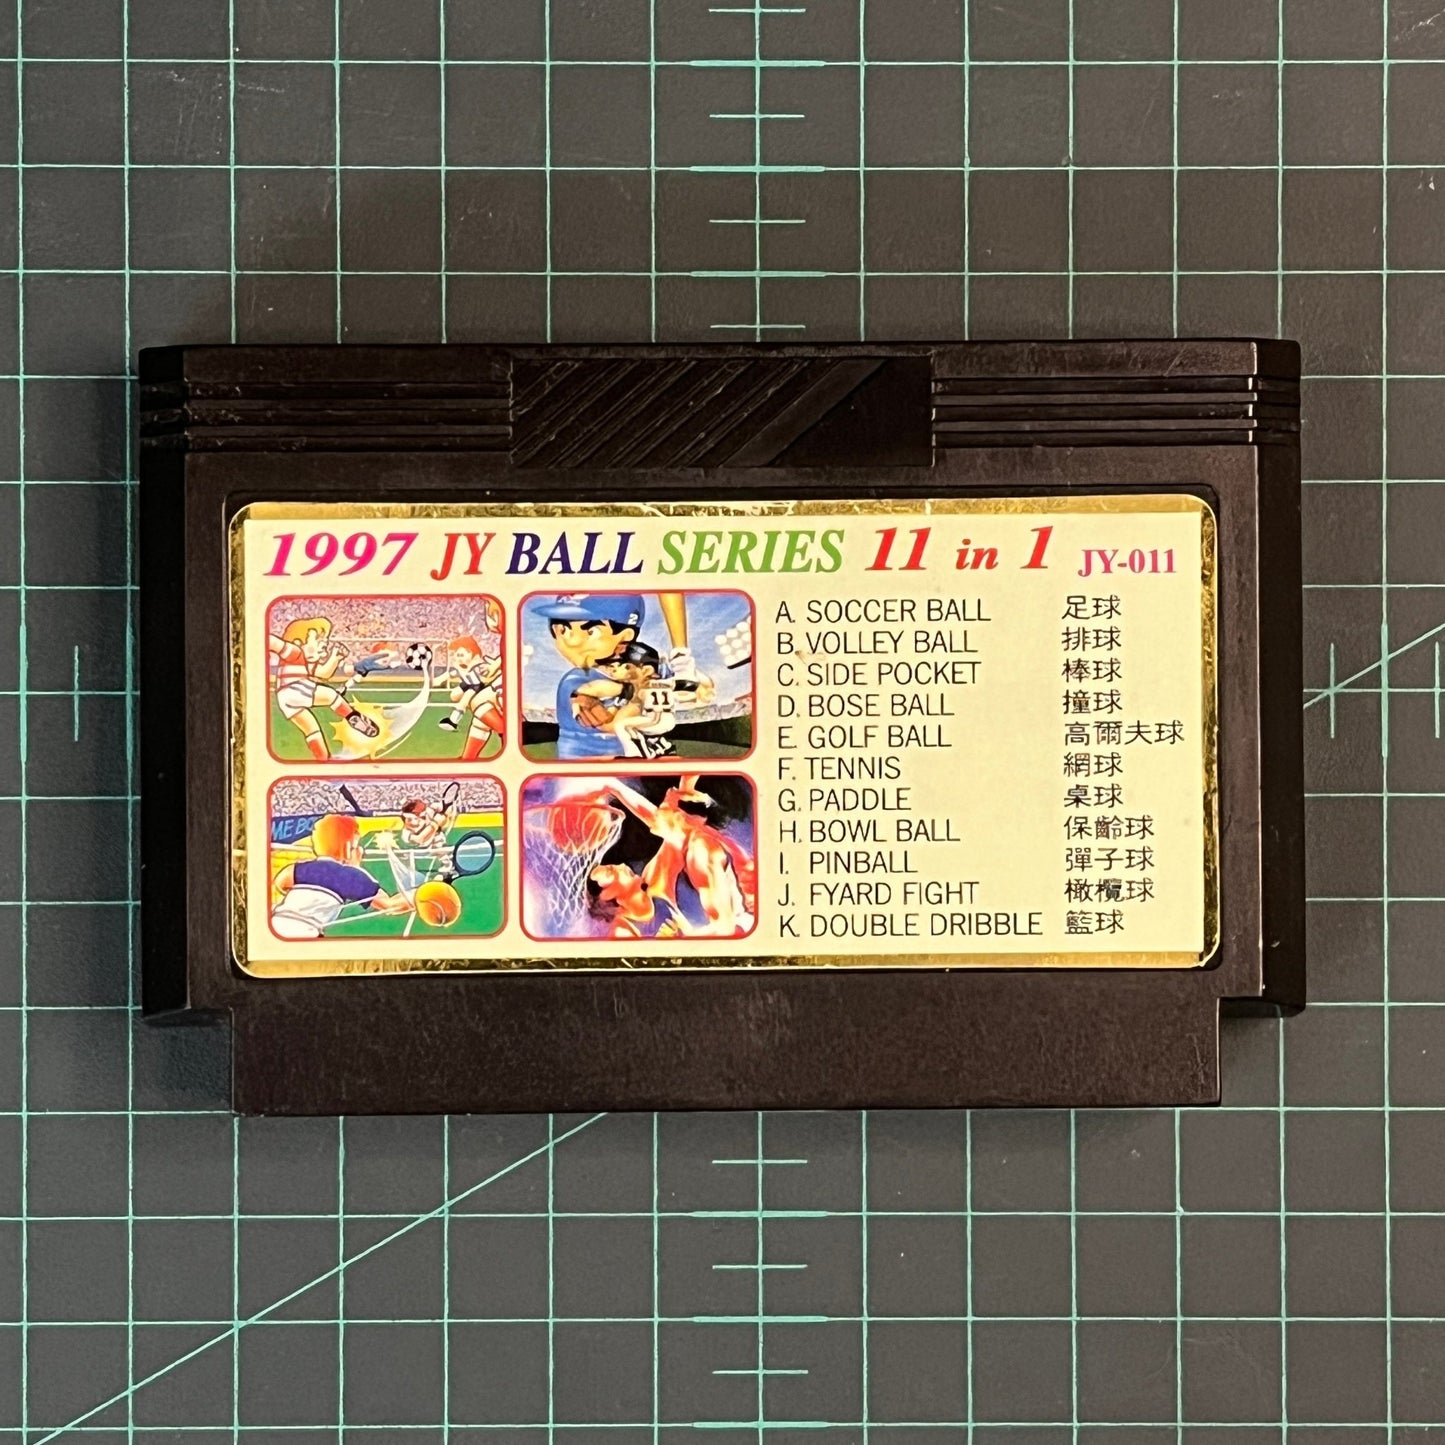 1997 JY BALL SERIES 11 in 1 JY-011
A. SOCCER BALL 足球
B. VOLLEY BALL 排球
C. SIDE POCKET 棒球
D. BOSE BALL 撞球
E. GOLF BALL 高爾夫球
F. TENNIS 網球
G. PADDLE 桌球
H. BOWL BALL 保齡球
I. PINBALL 彈子球
J. FYARD FIGHT 橄欖球
K. DOUBLE DRIBBLE 籃球
2
11